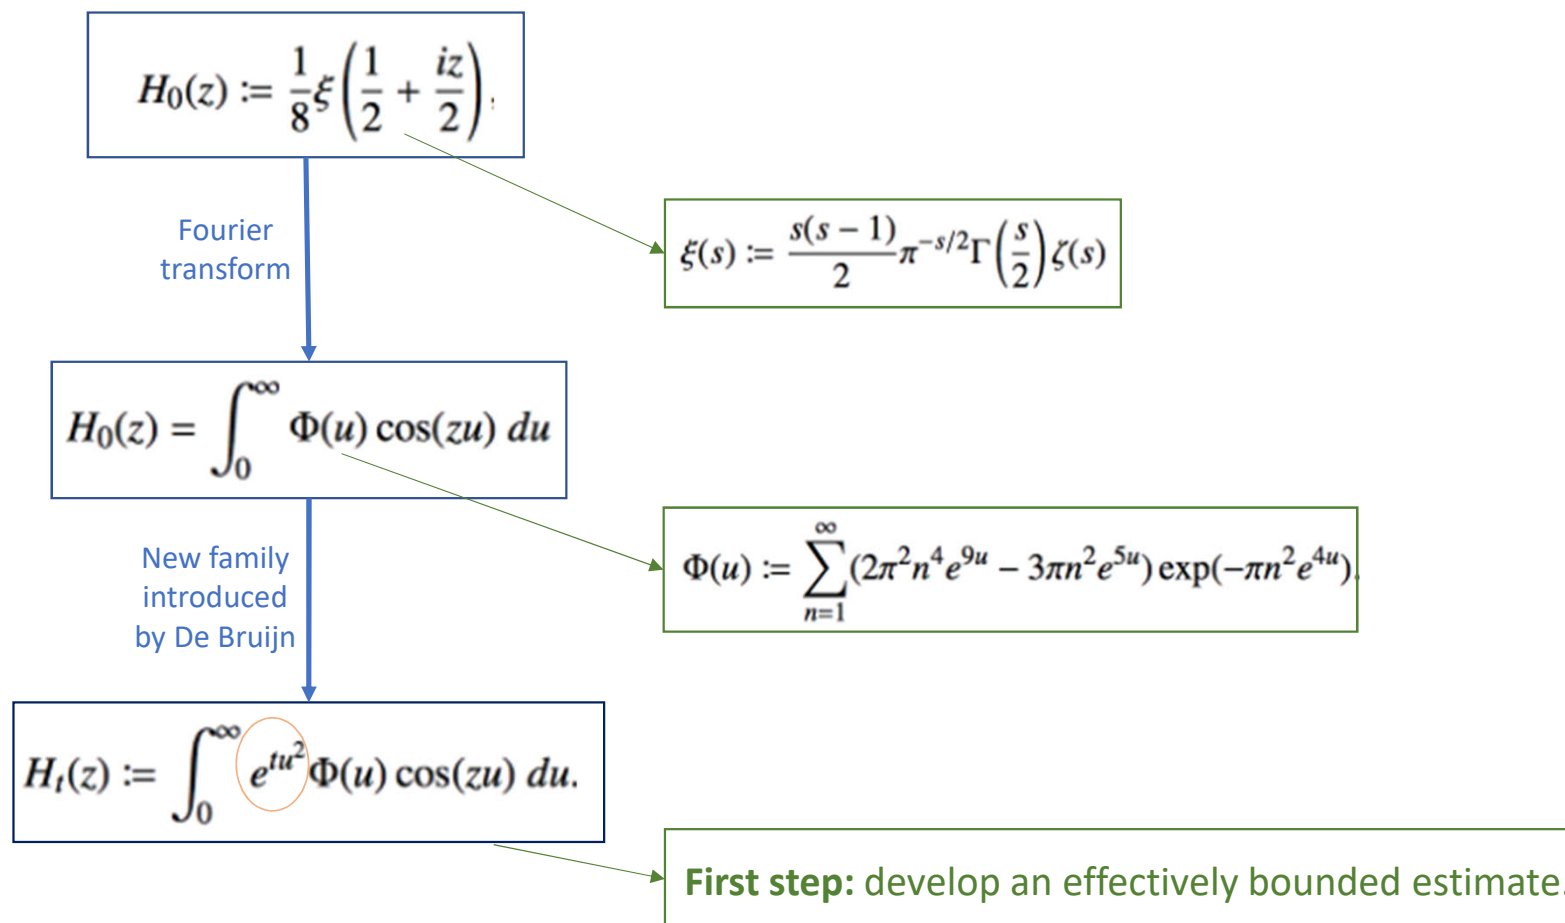 H₀(z) := 1/8 ξ(1/2 + iz/2),
Fourier
transform
ξ(s) := s(s − 1)/2 π^{−s/2} Γ(s/2) ζ(s)
H₀(z) = ∫₀^∞ Φ(u) cos(zu) du
New family
introduced
by De Bruijn
Φ(u) := ∑_{n=1}^∞ (2π²n⁴e^{9u} − 3πn²e^{5u}) exp(−πn²e^{4u}).
H_t(z) := ∫₀^∞ e^{tu²} Φ(u) cos(zu) du.
First step: develop an effectively bounded estimate.